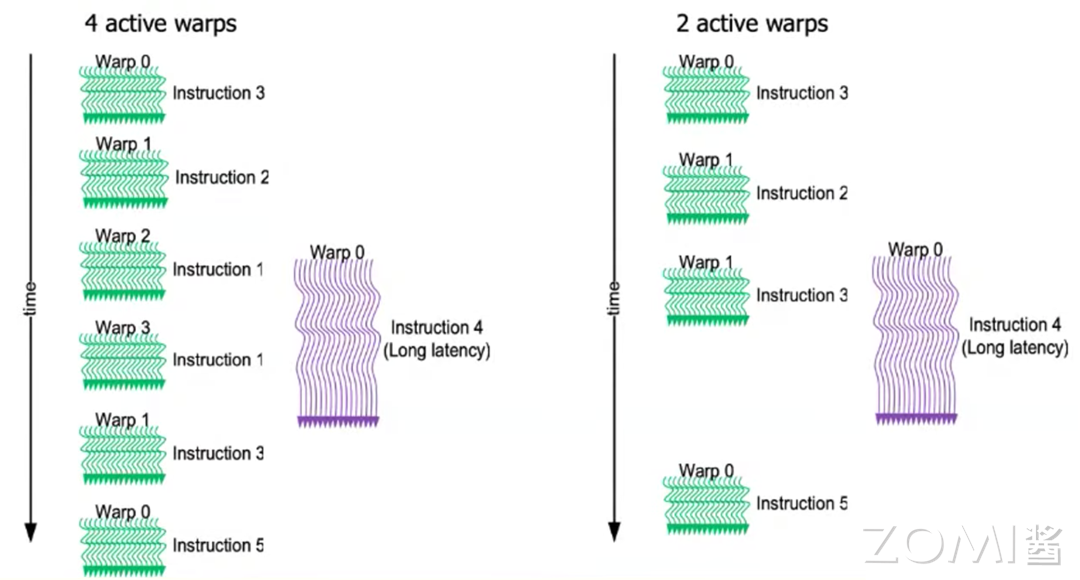 4 active warps
time
Warp 0
Instruction 3
Warp 1
Instruction 2
Warp 2
Instruction 1
Warp 3
Instruction 1
Warp 1
Instruction 3
Warp 0
Instruction 5
Warp 0
Instruction 4
(Long latency)
2 active warps
time
Warp 0
Instruction 3
Warp 1
Instruction 2
Warp 1
Instruction 3
Warp 0
Instruction 5
Warp 0
Instruction 4
(Long latency)
ZOMI酱